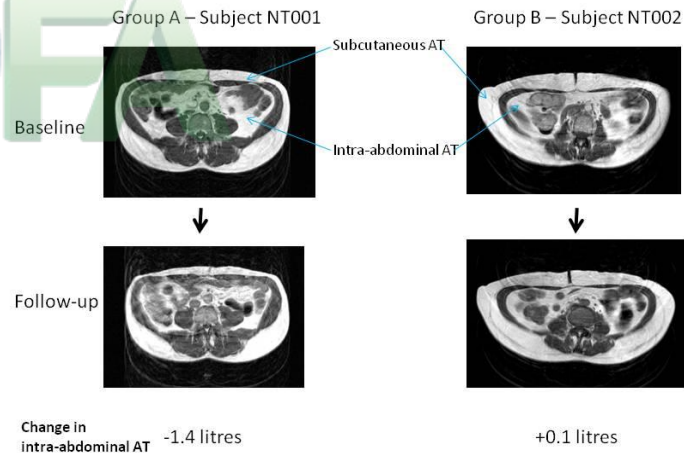 Group A – Subject NT001
Group B – Subject NT002
Subcutaneous AT
Baseline
Intra-abdominal AT
Follow-up
Change in
intra-abdominal AT
-1.4 litres
+0.1 litres